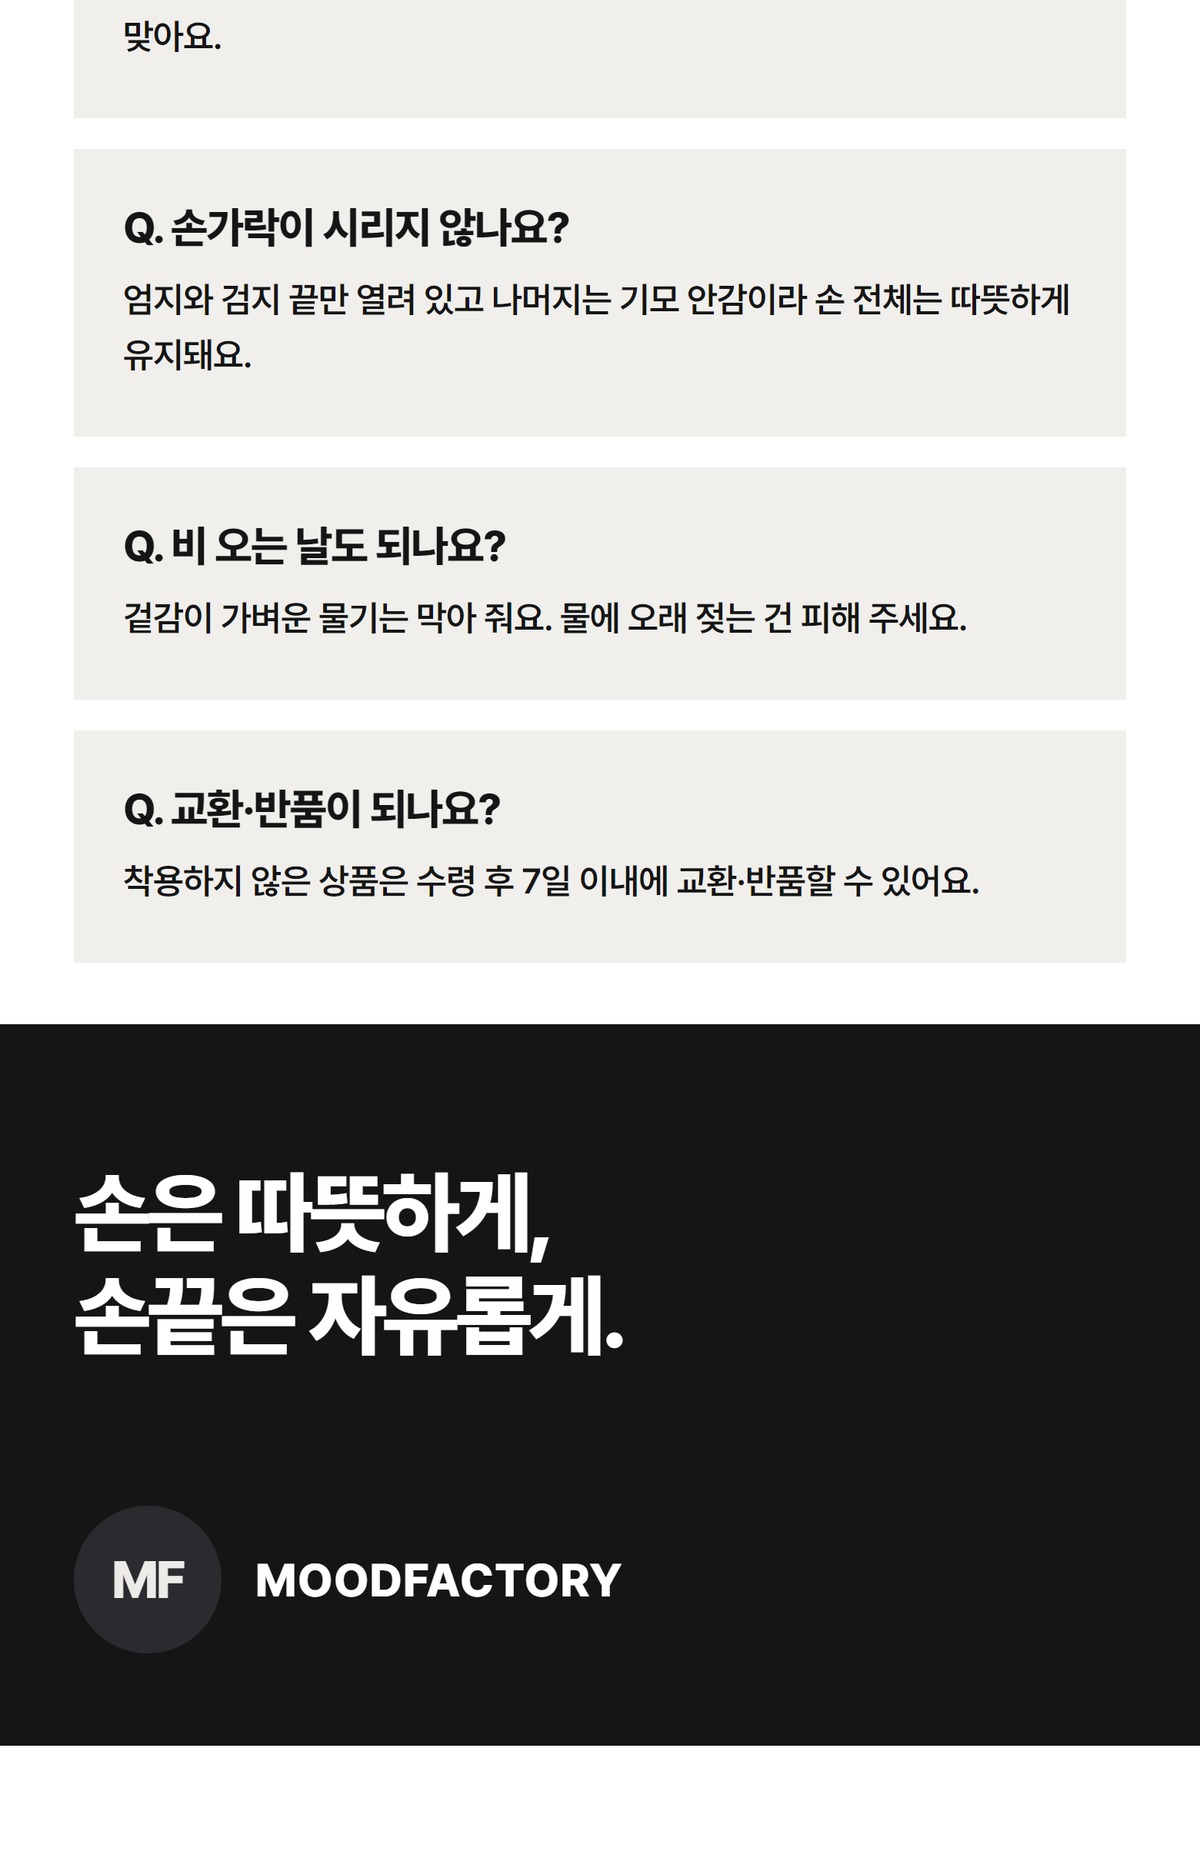 맞아요.
Q. 손가락이 시리지 않나요?
엄지와 검지 끝만 열려 있고 나머지는 기모 안감이라 손 전체는 따뜻하게
유지돼요.
Q. 비 오는 날도 되나요?
겉감이 가벼운 물기는 막아 줘요. 물에 오래 젖는 건 피해 주세요.
Q. 교환·반품이 되나요?
착용하지 않은 상품은 수령 후 7일 이내에 교환·반품할 수 있어요.
손은 따뜻하게,
손끝은 자유롭게.
MF MOODFACTORY